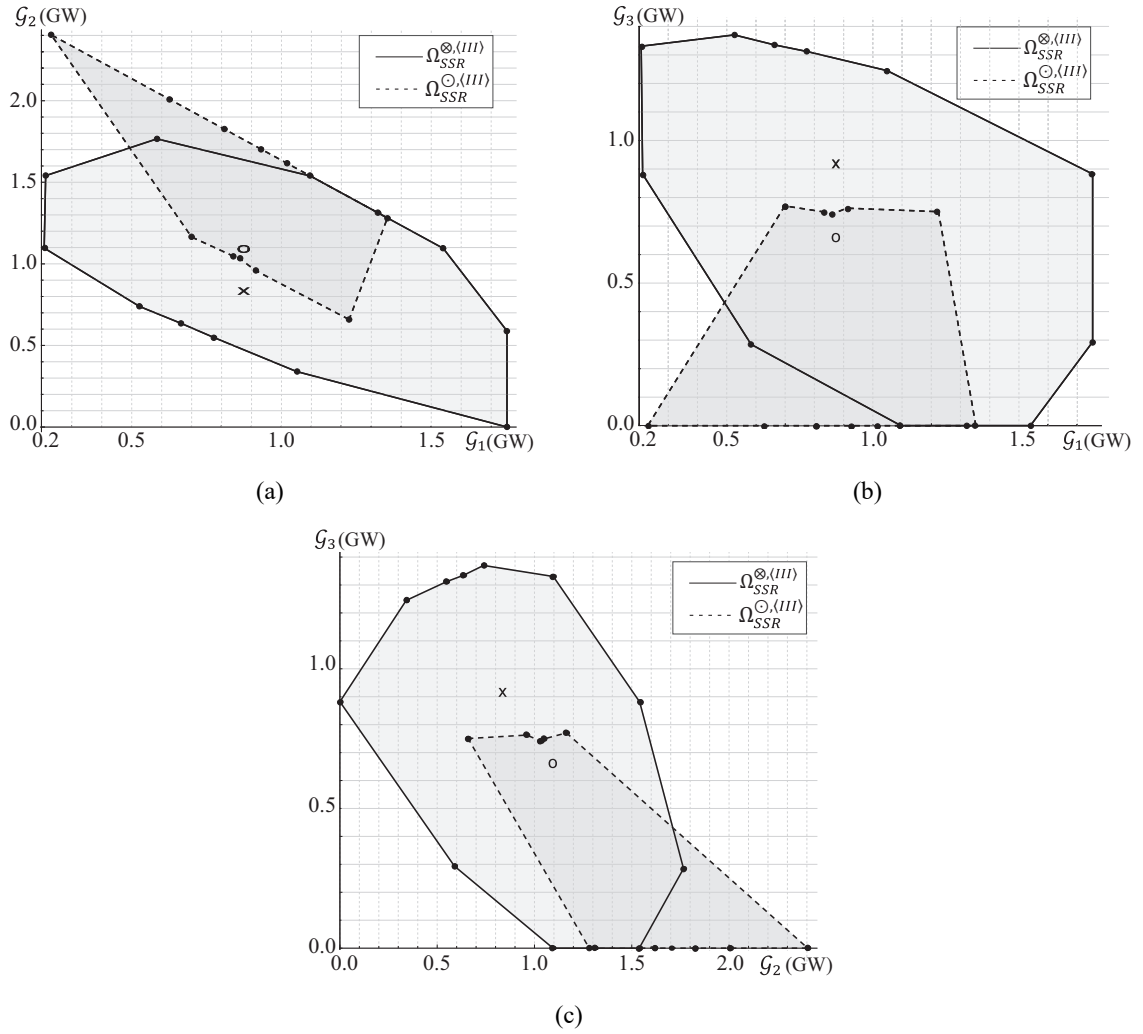 𝒢₂(GW)
Ω_SSR^⊗,⟨III⟩
Ω_SSR^⊙,⟨III⟩
2.0
1.5
1.0
0.5
0.0
0.2 0.5 1.0 1.5 𝒢₁(GW)
o
x
(a)
𝒢₃(GW)
Ω_SSR^⊗,⟨III⟩
Ω_SSR^⊙,⟨III⟩
1.0
0.5
0.0
0.2 0.5 1.0 1.5 𝒢₁(GW)
x
o
(b)
𝒢₃(GW)
Ω_SSR^⊗,⟨III⟩
Ω_SSR^⊙,⟨III⟩
1.0
0.5
0.0
0.0 0.5 1.0 1.5 2.0 𝒢₂(GW)
x
o
(c)